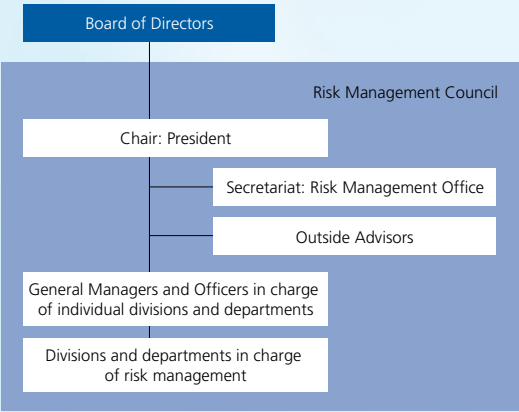 Board of Directors
Risk Management Council
Chair: President
Secretariat: Risk Management Office
Outside Advisors
General Managers and Officers in charge
of individual divisions and departments
Divisions and departments in charge
of risk management